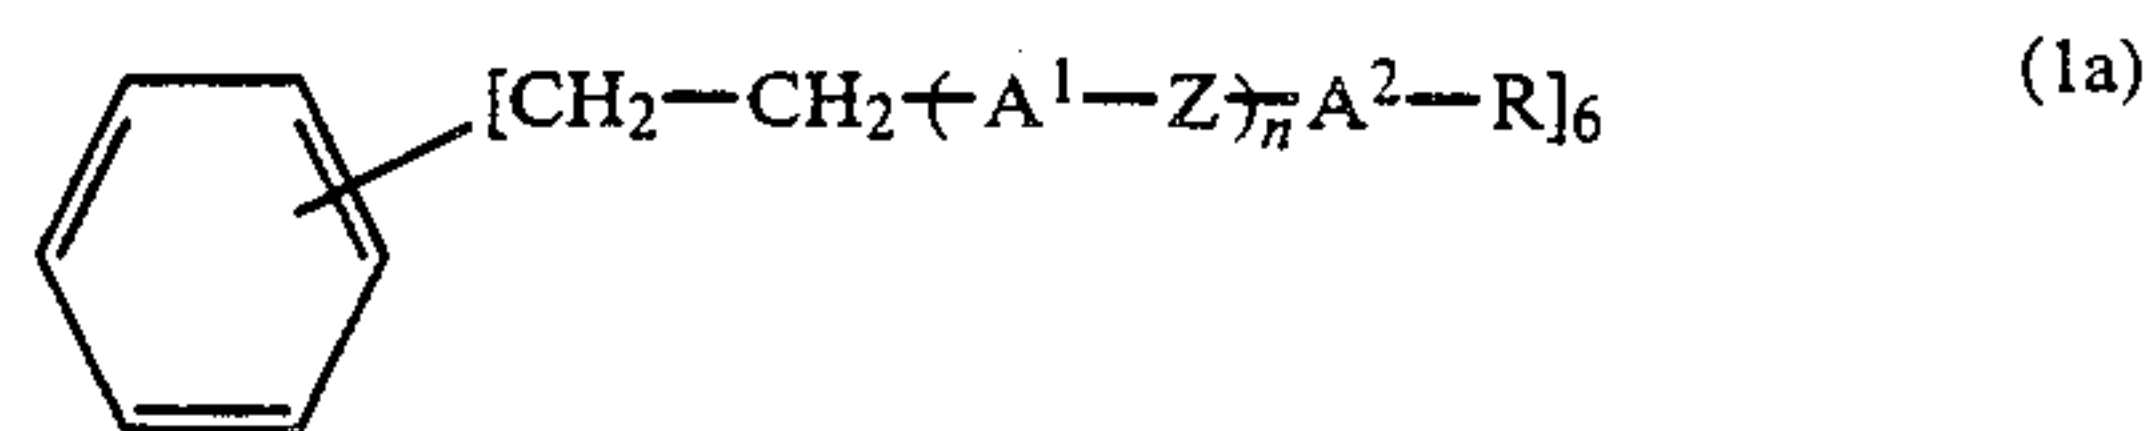 [CH₂—CH₂—(A¹—Z)ₙ—A²—R]₆ (1a)